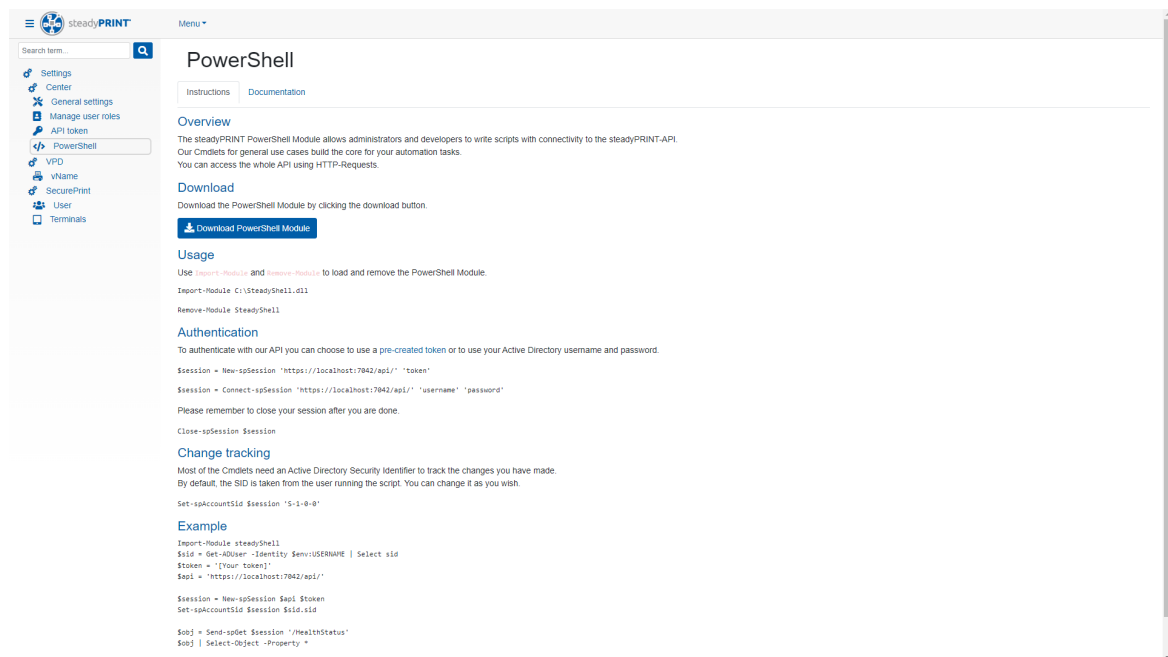 steadyPRINT
Menu
Search term...
Settings
Center
General settings
Manage user roles
API token
PowerShell
VPD
vName
SecurePrint
User
Terminals
PowerShell
Instructions
Documentation
Overview
The steadyPRINT PowerShell Module allows administrators and developers to write scripts with connectivity to the steadyPRINT-API.
Our Cmdlets for general use cases build the core for your automation tasks.
You can access the whole API using HTTP-Requests.
Download
Download the PowerShell Module by clicking the download button.
Download PowerShell Module
Usage
Use Import-Module and Remove-Module to load and remove the PowerShell Module.
Import-Module C:\SteadyShell.dll
Remove-Module SteadyShell
Authentication
To authenticate with our API you can choose to use a pre-created token or to use your Active Directory username and password.
$session = New-spSession 'https://localhost:7042/api/' 'token'
$session = Connect-spSession 'https://localhost:7042/api/' 'username' 'password'
Please remember to close your session after you are done.
Close-spSession $session
Change tracking
Most of the Cmdlets need an Active Directory Security Identifier to track the changes you have made.
By default, the SID is taken from the user running the script. You can change it as you wish.
Set-spAccountSid $session 'S-1-0-0'
Example
Import-Module steadyShell
$sid = Get-ADUser -Identity $env:USERNAME | Select sid
$token = '[Your token]'
$api = 'https://localhost:7042/api/'
$session = New-spSession $api $token
Set-spAccountSid $session $sid.sid
$obj = Send-spGet $session '/HealthStatus'
$obj | Select-Object -Property *